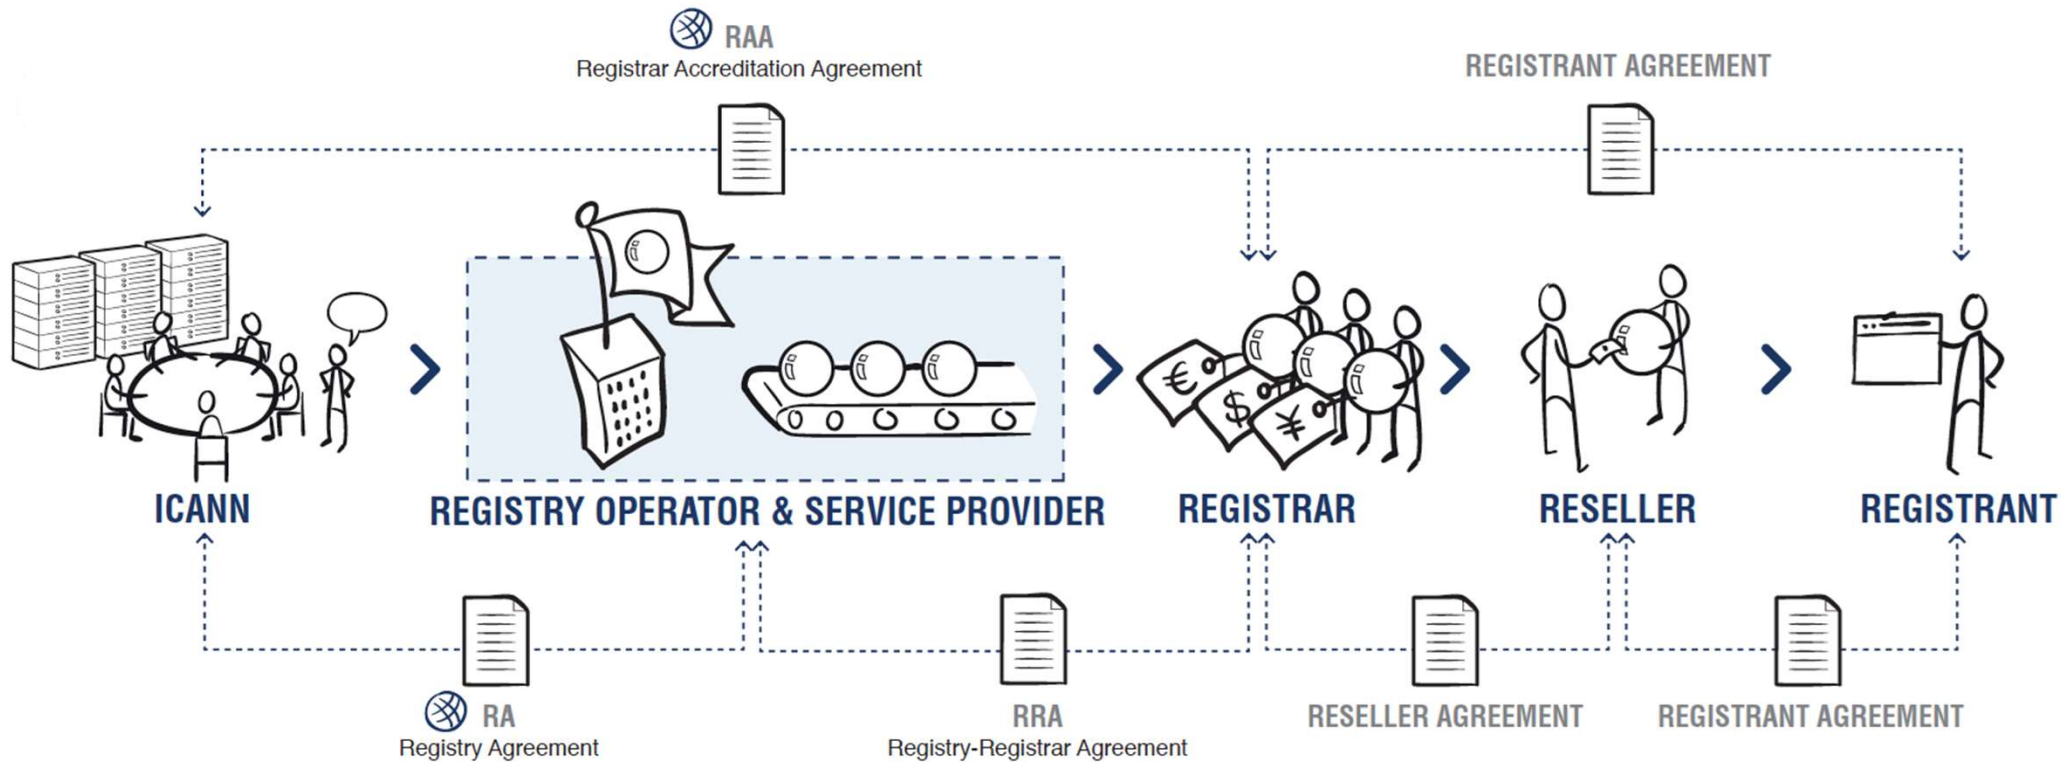 RAA
Registrar Accreditation Agreement
REGISTRANT AGREEMENT
€
$
¥
ICANN
REGISTRY OPERATOR & SERVICE PROVIDER
REGISTRAR
RESELLER
REGISTRANT
RA
Registry Agreement
RRA
Registry-Registrar Agreement
RESELLER AGREEMENT
REGISTRANT AGREEMENT